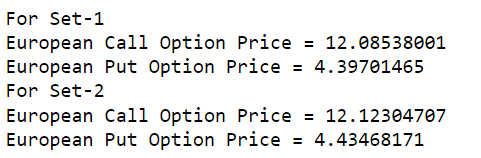 For Set-1
European Call Option Price = 12.08538001
European Put Option Price = 4.39701465
For Set-2
European Call Option Price = 12.12304707
European Put Option Price = 4.43468171